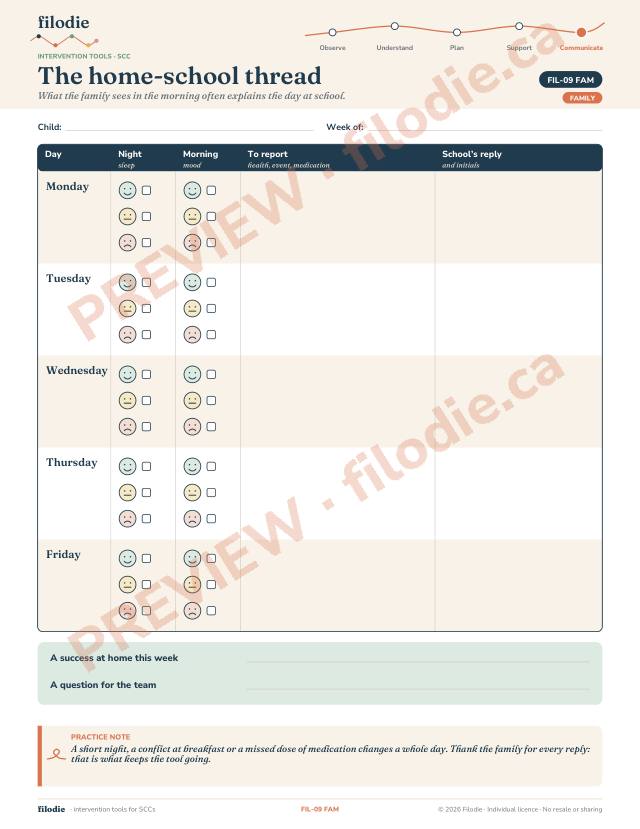 filodie
Observe Understand Plan Support Communicate
INTERVENTION TOOLS · SCC
The home-school thread
FIL-09 FAM
What the family sees in the morning often explains the day at school.
FAMILY
Child: Week of:
Day Night Morning To report School's reply
sleep mood health, event, medication and initials
Monday
Tuesday
Wednesday
Thursday
Friday
PREVIEW · filodie.ca
PREVIEW · filodie.ca
A success at home this week
A question for the team
PRACTICE NOTE
A short night, a conflict at breakfast or a missed dose of medication changes a whole day. Thank the family for every reply:
that is what keeps the tool going.
filodie · intervention tools for SCCs FIL-09 FAM © 2026 Filodie · Individual licence · No resale or sharing